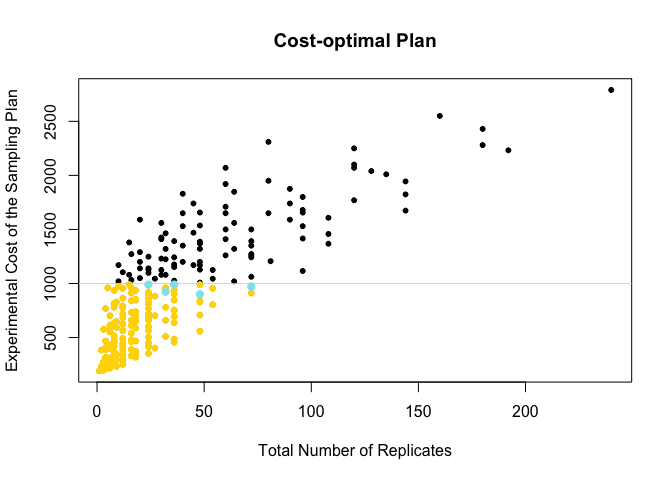 Cost-optimal Plan
Experimental Cost of the Sampling Plan
2500
2000
1500
1000
500
0 50 100 150 200
Total Number of Replicates